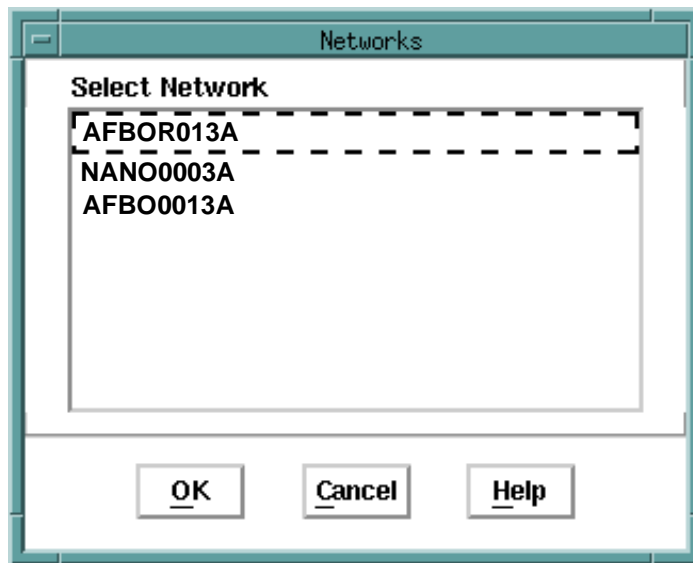 Networks
Select Network
AFBOR013A
NANO0003A
AFBO0013A
OK Cancel Help